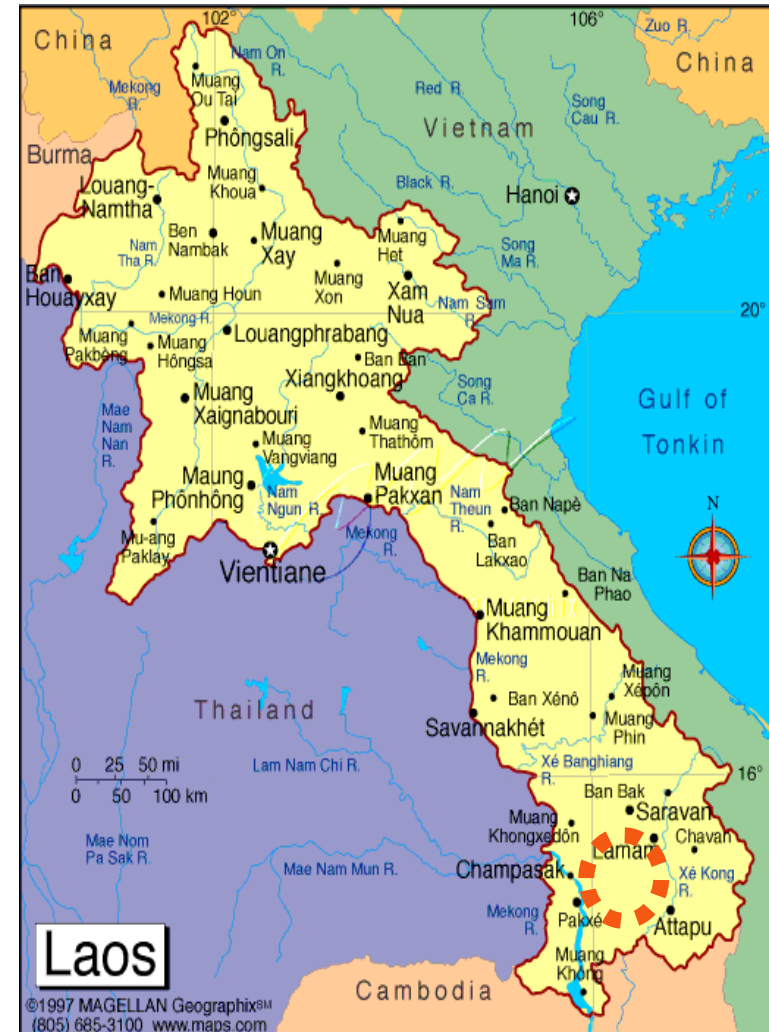 102°
106°
China
Nam Ou
R.
Zuo R.
China
Mekong
R.
Muang
Ou Tai
Red R.
Song
Cau R.
Phôngsali
Vietnam
Burma
Louang-
Namtha
Muang
Khoua
Black R.
Hanoi
Ben
Nambak
Muang
Xay
Muang
Het
Song
Ma R.
Nam
Tha R.
Ban
Houayxay
Muang
Xon
Xam
Nua
Muang Houn
Nam Sam
R.
20°
Mekong R.
Louangphrabang
Muang
Pakbèng
Muang
Hôngsa
Ban Ban
Xiangkhoang
Song
Ca R.
Gulf of
Tonkin
Mae
Nam
Nan
R.
Muang
Xaignabouri
Muang
Thathôm
Muang
Vangviang
Maung
Phônhông
Muang
Pakxan
Nam
Ngun R.
Nam
Theun
R.
Ban Napè
N
Mu-ang
Paklay
Mekong
R.
Ban
Lakxao
Vientiane
Ban Na
Phao
Muang
Khammouan
Mekong
R.
Muang
Xépôn
Ban Xénô
Thailand
Savannakhét
Muang
Phin
0 25 50 mi
0 50 100 km
Lam Nam Chi R.
Xé Banghiang
R.
16°
Ban Bak
Saravan
Muang
Khongxedôn
Lamam
Chavan
Mae Nom
Pa Sak R.
Mae Nam Mun R.
Champasak
Xé Kong
R.
Mekong
R.
Pakxé
Attapu
Laos
Muang
Không
Cambodia
©1997 MAGELLAN Geographix℠
(805) 685-3100 www.maps.com